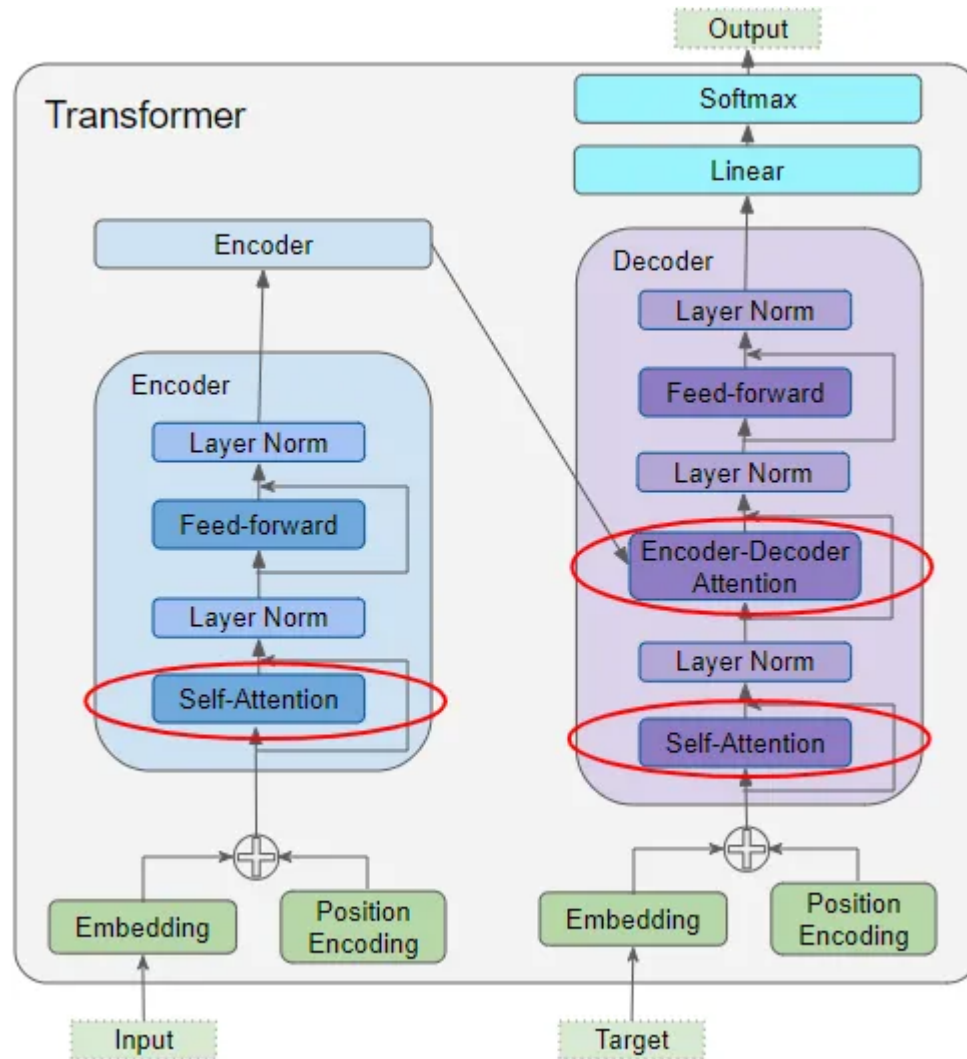 Output
Transformer
Softmax
Linear
Encoder
Encoder
Layer Norm
Feed-forward
Layer Norm
Self-Attention
Decoder
Layer Norm
Feed-forward
Layer Norm
Encoder-Decoder
Attention
Layer Norm
Self-Attention
Embedding
Position
Encoding
Embedding
Position
Encoding
Input
Target